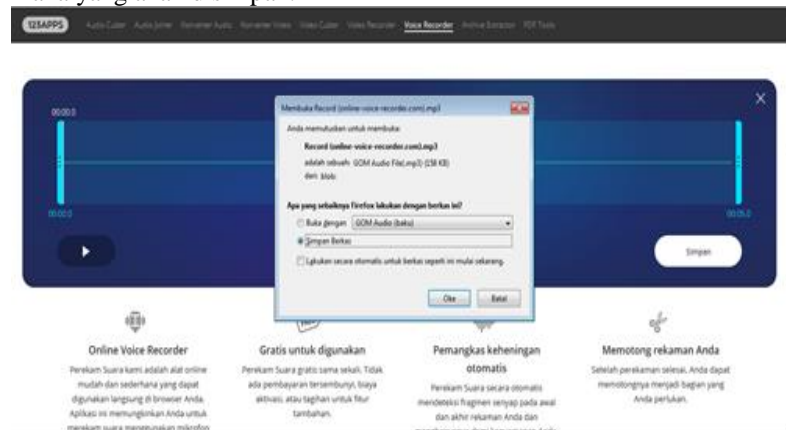 123APPS Audio Cutter Audio Joiner Konverter Audio Konverter Video Video Cutter Video Recorder Voice Recorder Archive Extractor PDF Tools
00:00.0
Membuka Record (online-voice-recorder.com).mp3
Anda memutuskan untuk membuka:
Record (online-voice-recorder.com).mp3
adalah sebuah: GOM Audio File(.mp3) (158 KB)
dari: blob:
Apa yang sebaiknya Firefox lakukan dengan berkas ini?
Buka dengan GOM Audio (baku)
Simpan Berkas
Lakukan secara otomatis untuk berkas seperti ini mulai sekarang.
Oke Batal
00:00.0
00:05.0
Simpan
Online Voice Recorder
Perekam Suara kami adalah alat online
mudah dan sederhana yang dapat
digunakan langsung di browser Anda.
Aplikasi ini memungkinkan Anda untuk
merekam suara menggunakan mikrofon
Gratis untuk digunakan
Perekam Suara gratis sama sekali. Tidak
ada pembayaran tersembunyi, biaya
aktivasi, atau tagihan untuk fitur
tambahan.
Pemangkas keheningan
otomatis
Perekam Suara secara otomatis
mendeteksi fragmen senyap pada awal
dan akhir rekaman Anda dan
Memotong rekaman Anda
Setelah perekaman selesai, Anda dapat
memotongnya menjadi bagian yang
Anda perlukan.